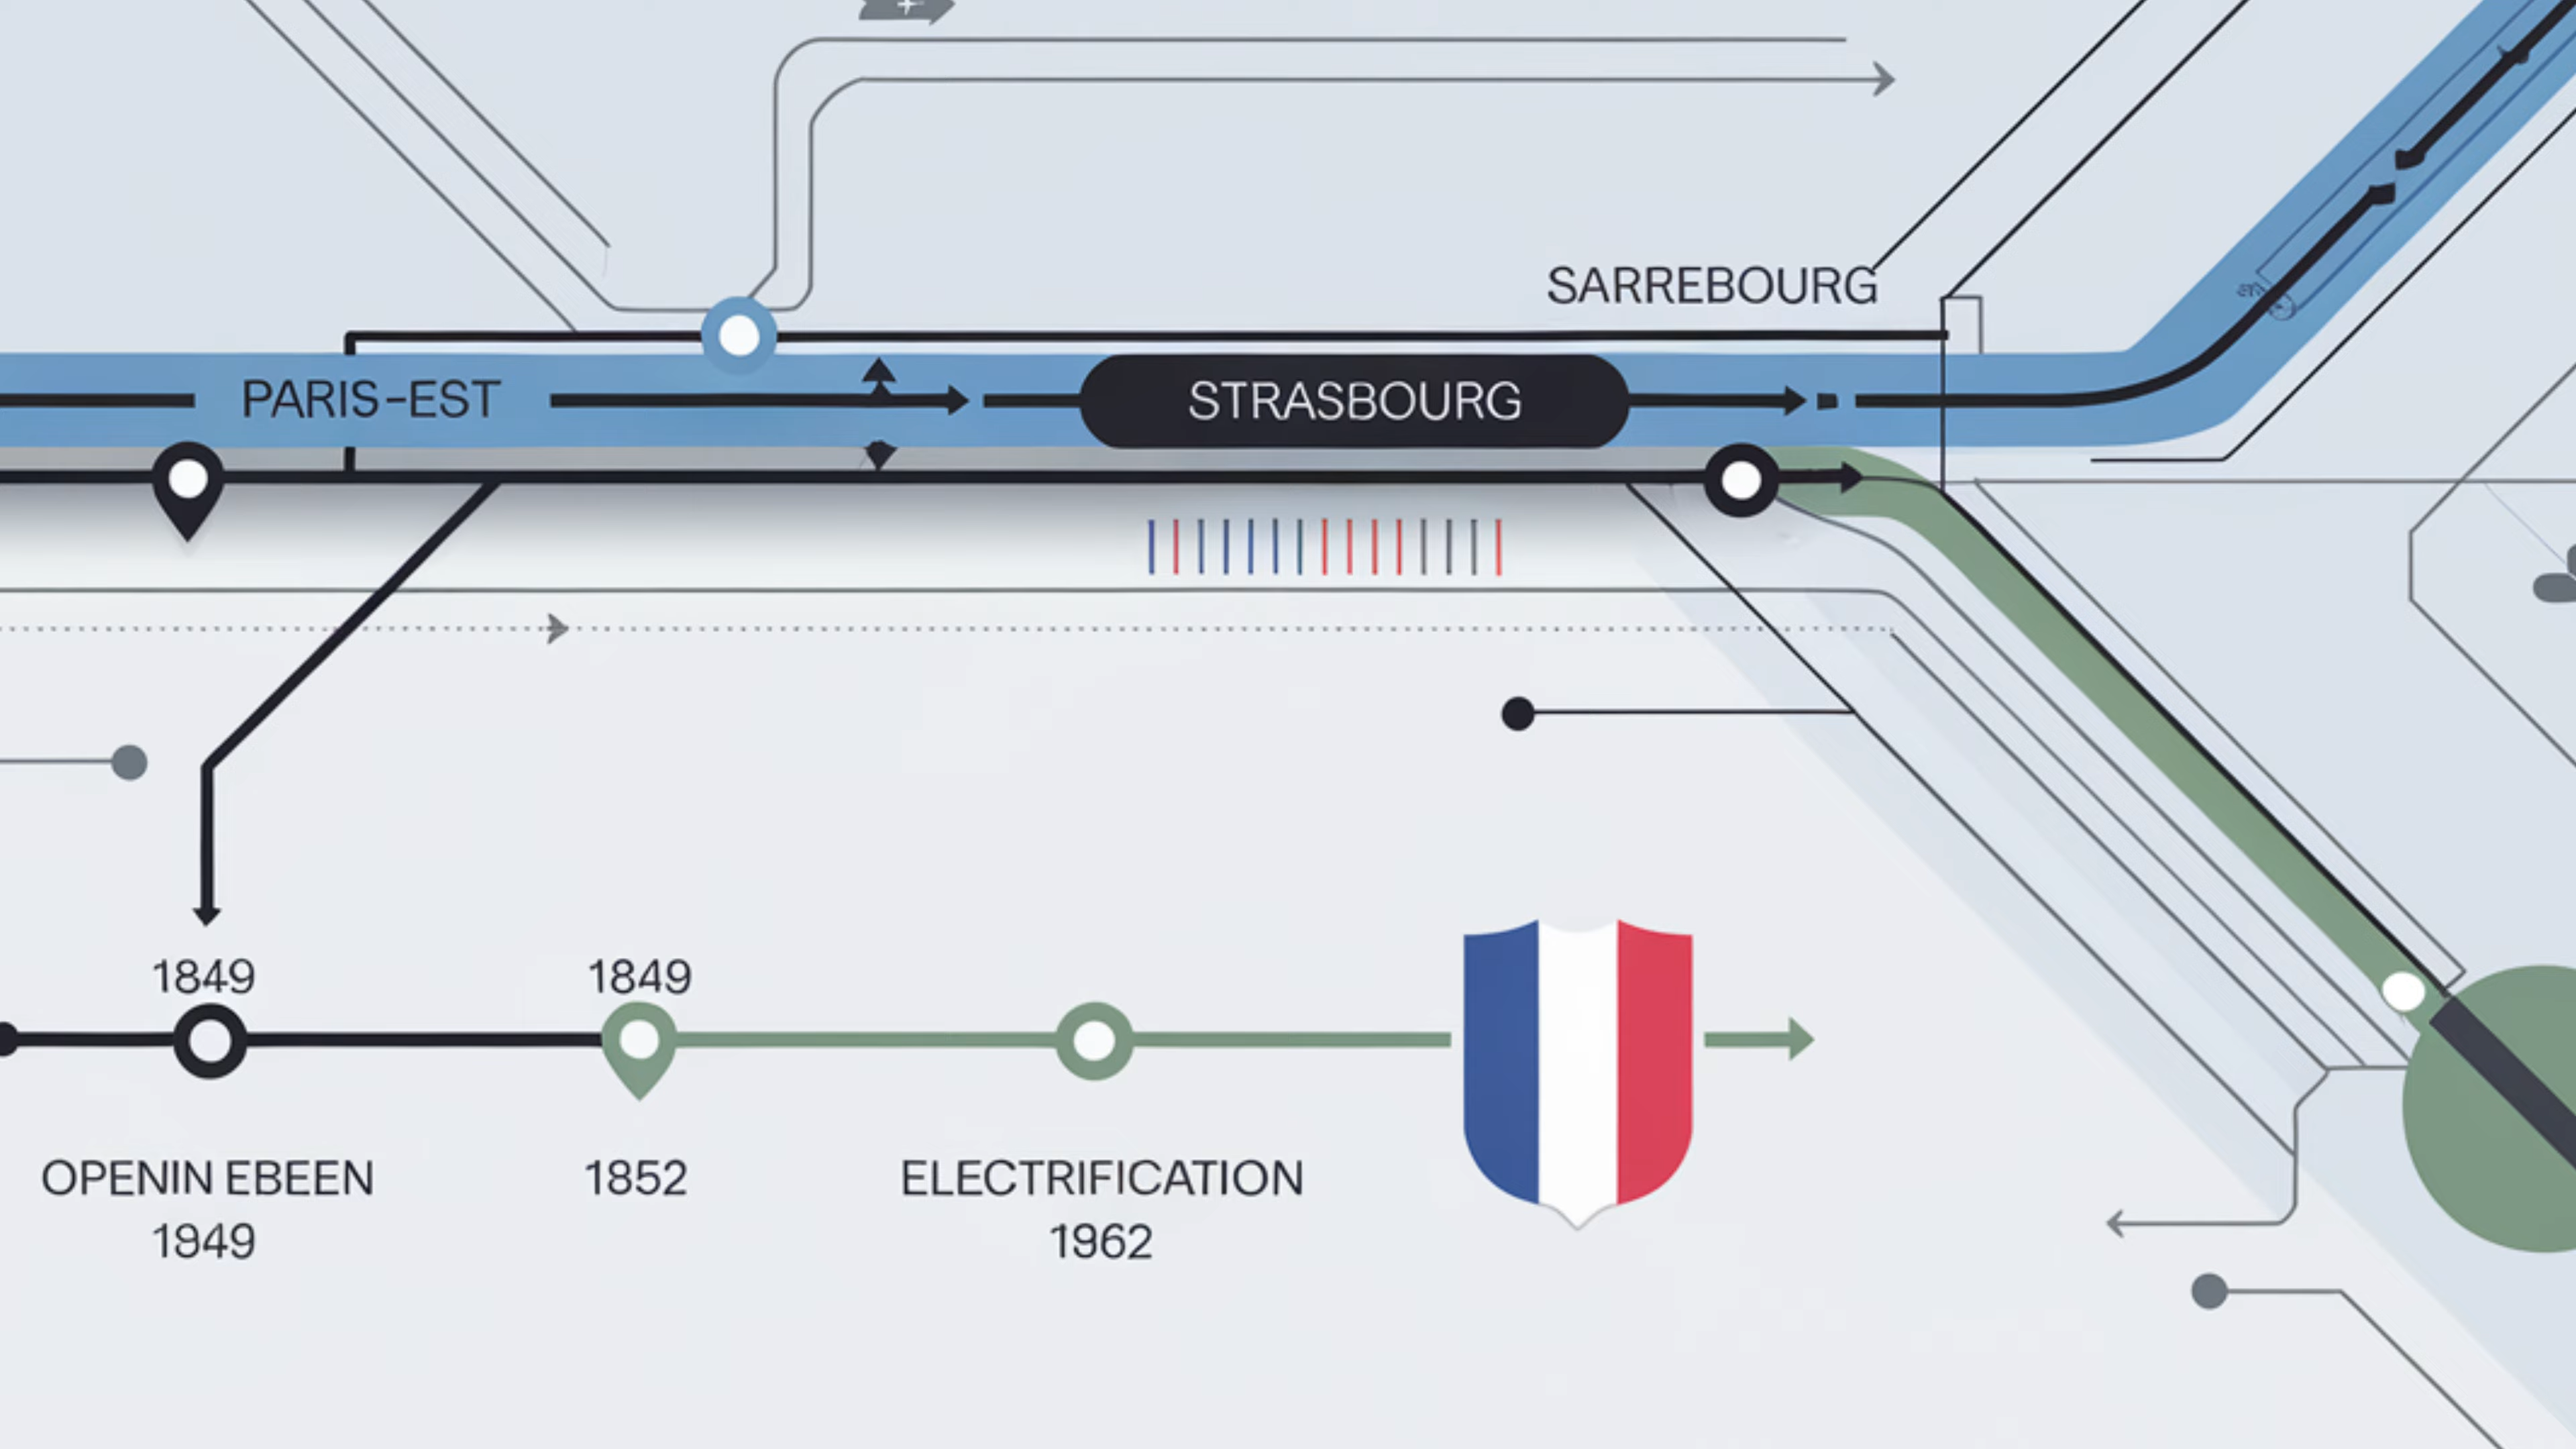 SARREBOURG
PARIS-EST
STRASBOURG
1849
1849
OPENIN EBEEN
1949
1852
ELECTRIFICATION
1962